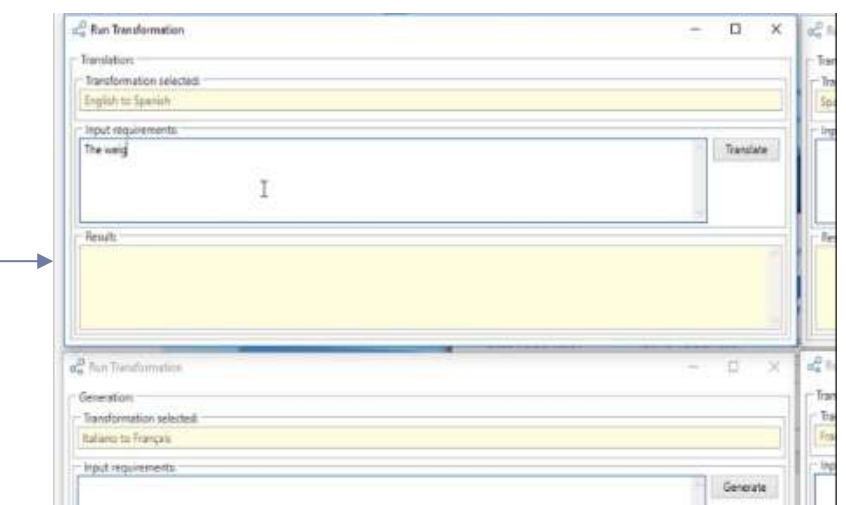 Run Transformation
Translation:
Transformation selected:
English to Spanish
Input requirements:
The weig
Translate
Result:
Run Transformation
Generation:
Transformation selected:
Italiano to Français
Input requirements:
Generate